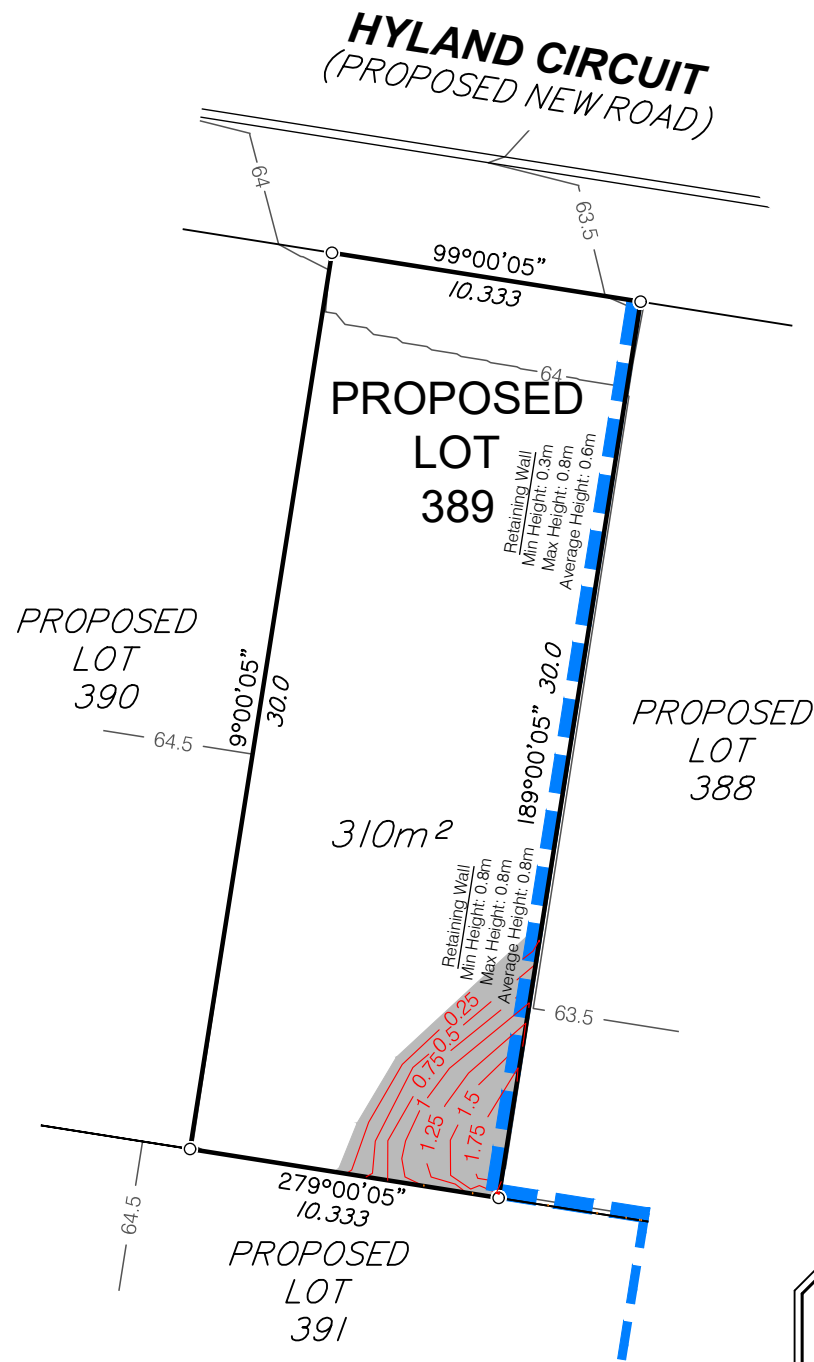 HYLAND CIRCUIT
(PROPOSED NEW ROAD)
64
63.5
99°00'05"
10.333
64
PROPOSED
LOT
389
Retaining Wall
Min Height: 0.3m
Max Height: 0.8m
Average Height: 0.6m
PROPOSED
LOT
390
9°00'05"
30.0
189°00'05"
30.0
PROPOSED
LOT
388
64.5
310m²
Retaining Wall
Min Height: 0.8m
Max Height: 0.8m
Average Height: 0.8m
63.5
0.25
0.5
0.75
1
1.25
1.5
1.75
64.5
279°00'05"
10.333
PROPOSED
LOT
391